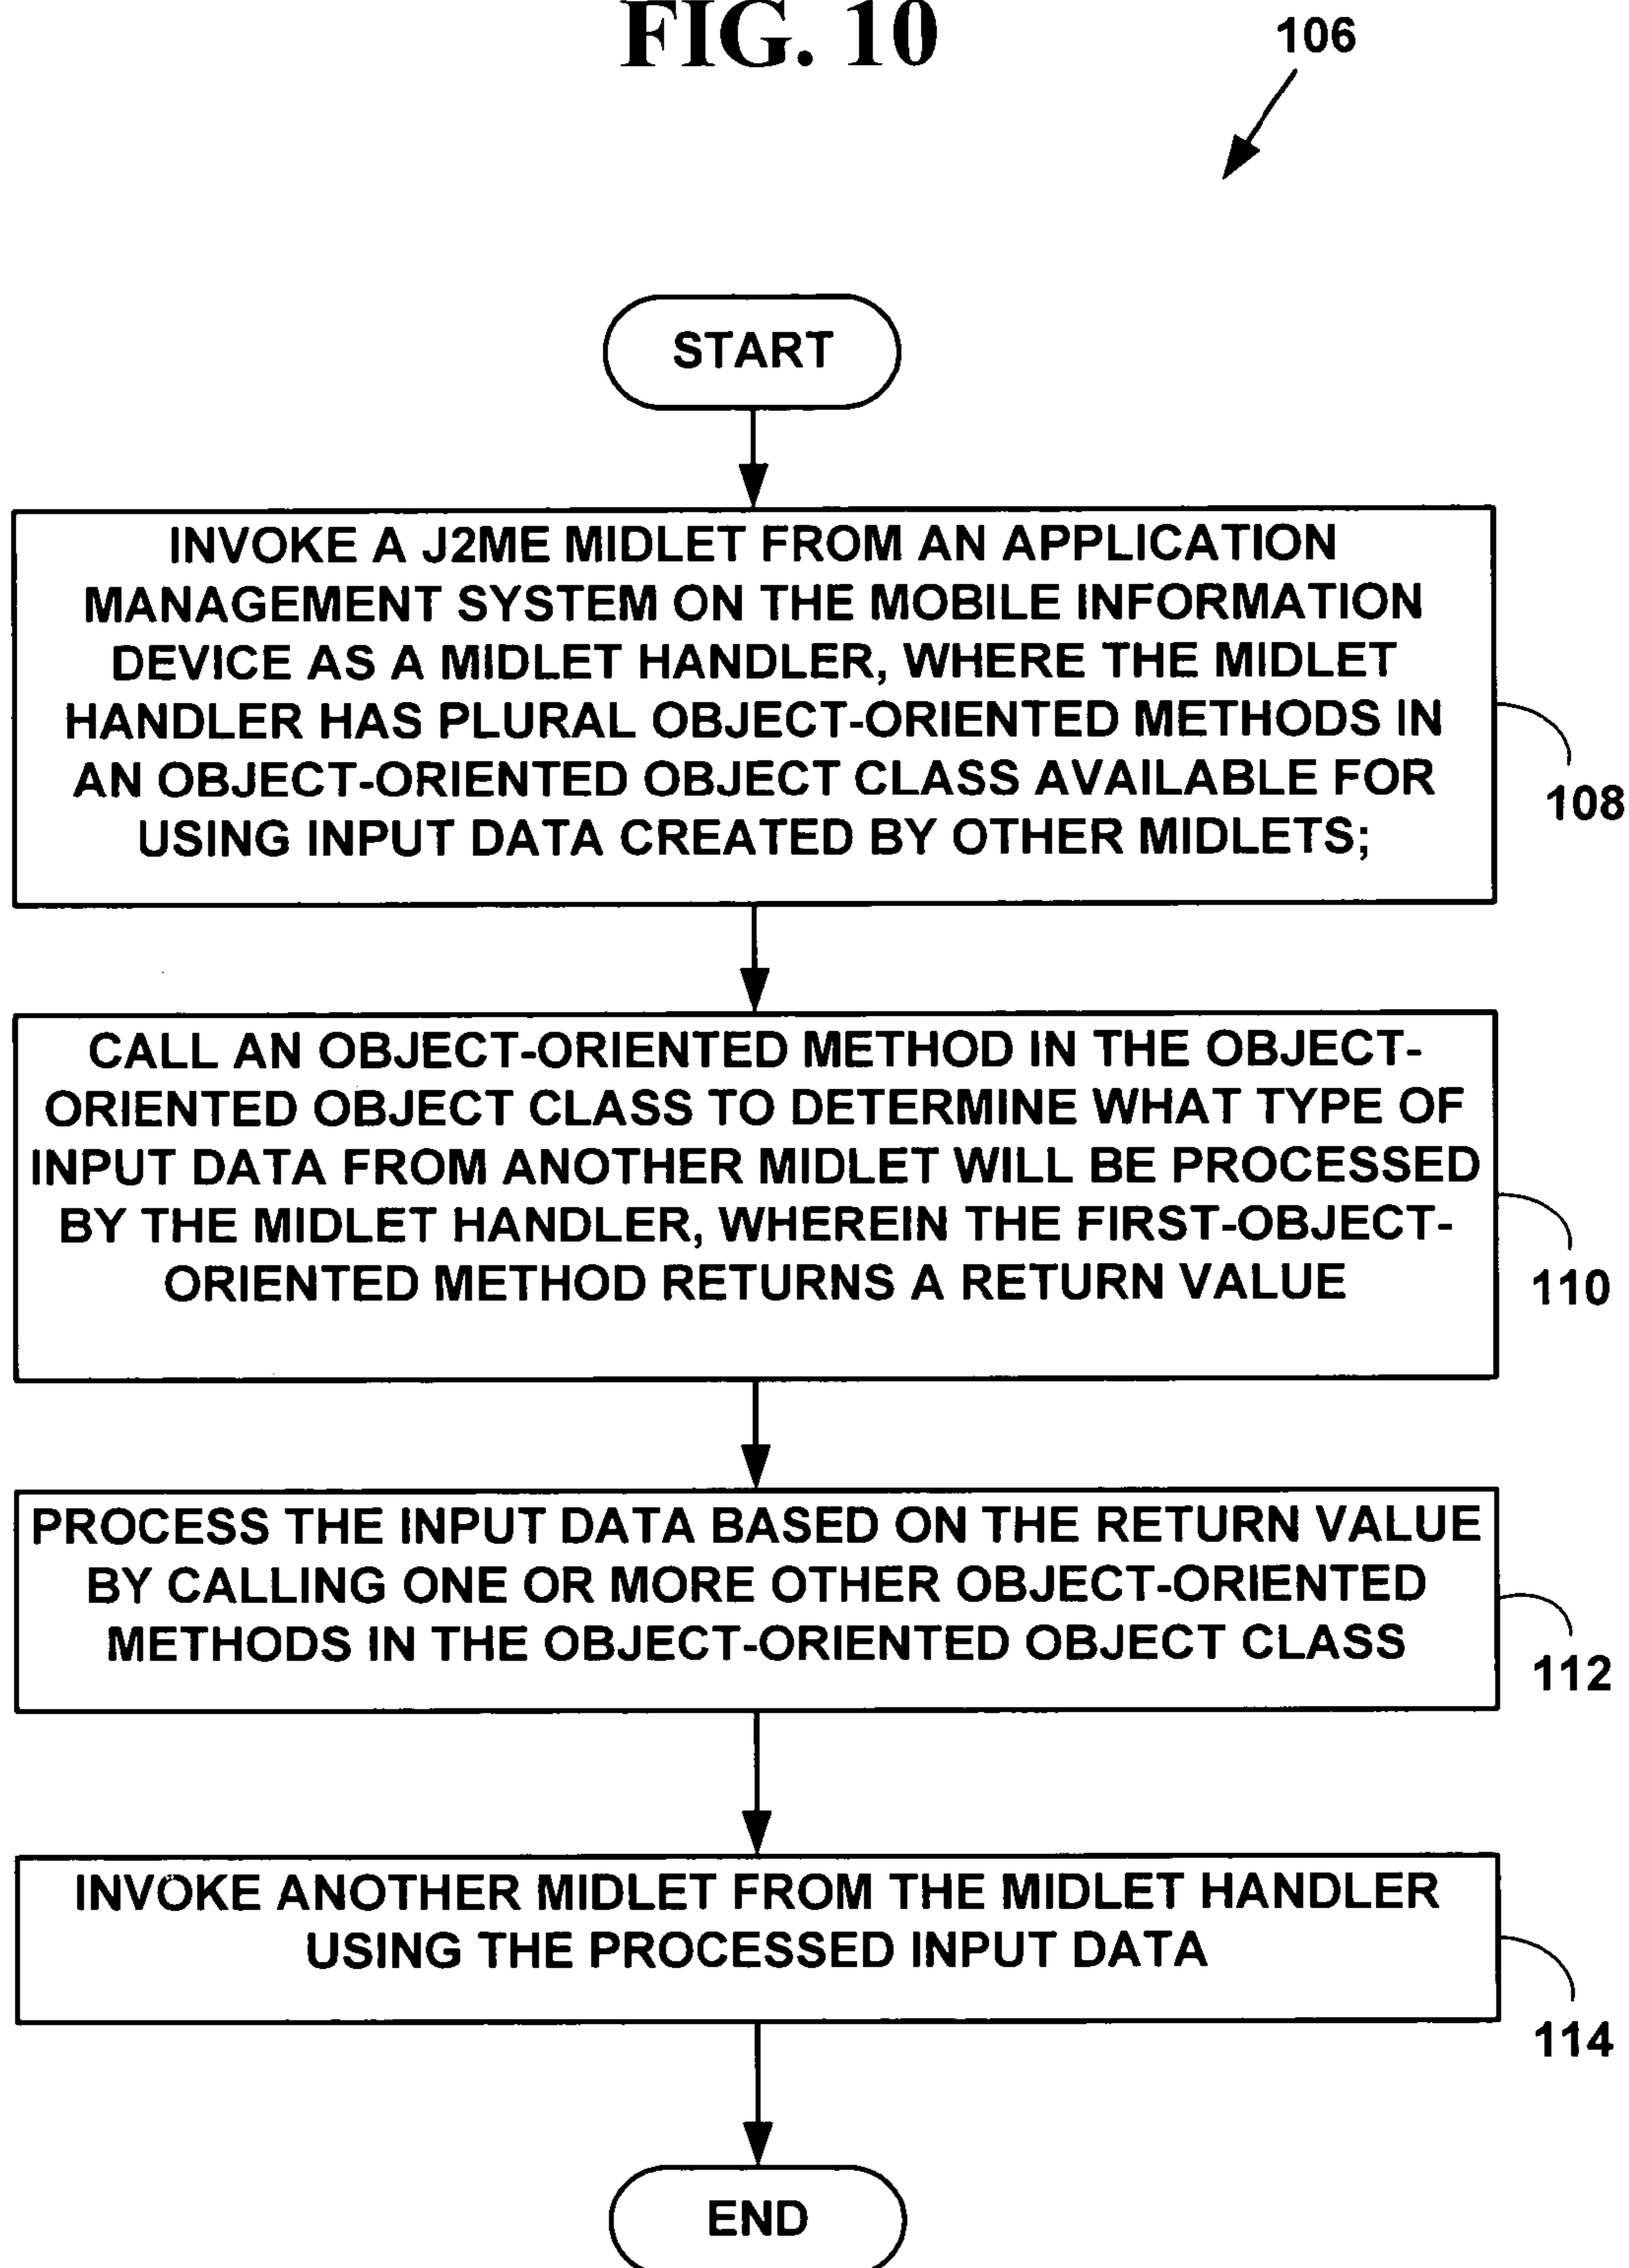 FIG. 10
106
START
INVOKE A J2ME MIDLET FROM AN APPLICATION
MANAGEMENT SYSTEM ON THE MOBILE INFORMATION
DEVICE AS A MIDLET HANDLER, WHERE THE MIDLET
HANDLER HAS PLURAL OBJECT-ORIENTED METHODS IN
AN OBJECT-ORIENTED OBJECT CLASS AVAILABLE FOR
USING INPUT DATA CREATED BY OTHER MIDLETS;
108
CALL AN OBJECT-ORIENTED METHOD IN THE OBJECT-
ORIENTED OBJECT CLASS TO DETERMINE WHAT TYPE OF
INPUT DATA FROM ANOTHER MIDLET WILL BE PROCESSED
BY THE MIDLET HANDLER, WHEREIN THE FIRST-OBJECT-
ORIENTED METHOD RETURNS A RETURN VALUE
110
PROCESS THE INPUT DATA BASED ON THE RETURN VALUE
BY CALLING ONE OR MORE OTHER OBJECT-ORIENTED
METHODS IN THE OBJECT-ORIENTED OBJECT CLASS
112
INVOKE ANOTHER MIDLET FROM THE MIDLET HANDLER
USING THE PROCESSED INPUT DATA
114
END